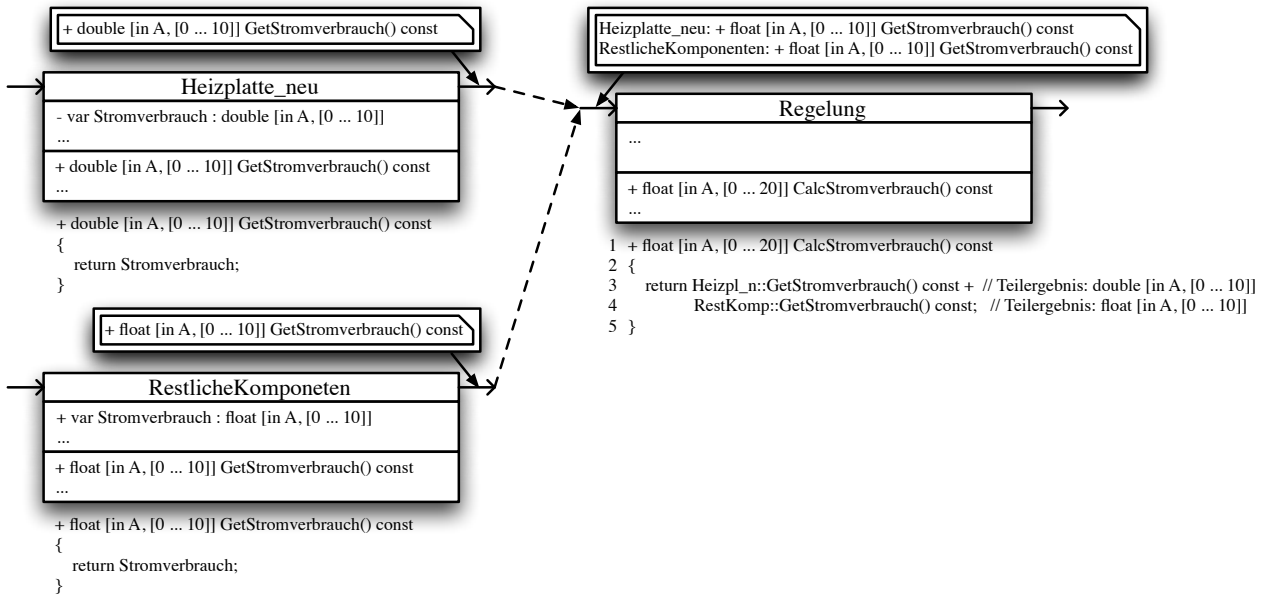 + double [in A, [0 ... 10]] GetStromverbrauch() const
Heizplatte_neu
- var Stromverbrauch : double [in A, [0 ... 10]]
...
+ double [in A, [0 ... 10]] GetStromverbrauch() const
...
+ double [in A, [0 ... 10]] GetStromverbrauch() const
{
return Stromverbrauch;
}
+ float [in A, [0 ... 10]] GetStromverbrauch() const
RestlicheKomponeten
+ var Stromverbrauch : float [in A, [0 ... 10]]
...
+ float [in A, [0 ... 10]] GetStromverbrauch() const
...
+ float [in A, [0 ... 10]] GetStromverbrauch() const
{
return Stromverbrauch;
}
Heizplatte_neu: + float [in A, [0 ... 10]] GetStromverbrauch() const
RestlicheKomponenten: + float [in A, [0 ... 10]] GetStromverbrauch() const
Regelung
...
+ float [in A, [0 ... 20]] CalcStromverbrauch() const
...
1 + float [in A, [0 ... 20]] CalcStromverbrauch() const
2 {
3 return Heizpl_n::GetStromverbrauch() const + // Teilergebnis: double [in A, [0 ... 10]]
4 RestKomp::GetStromverbrauch() const; // Teilergebnis: float [in A, [0 ... 10]]
5 }